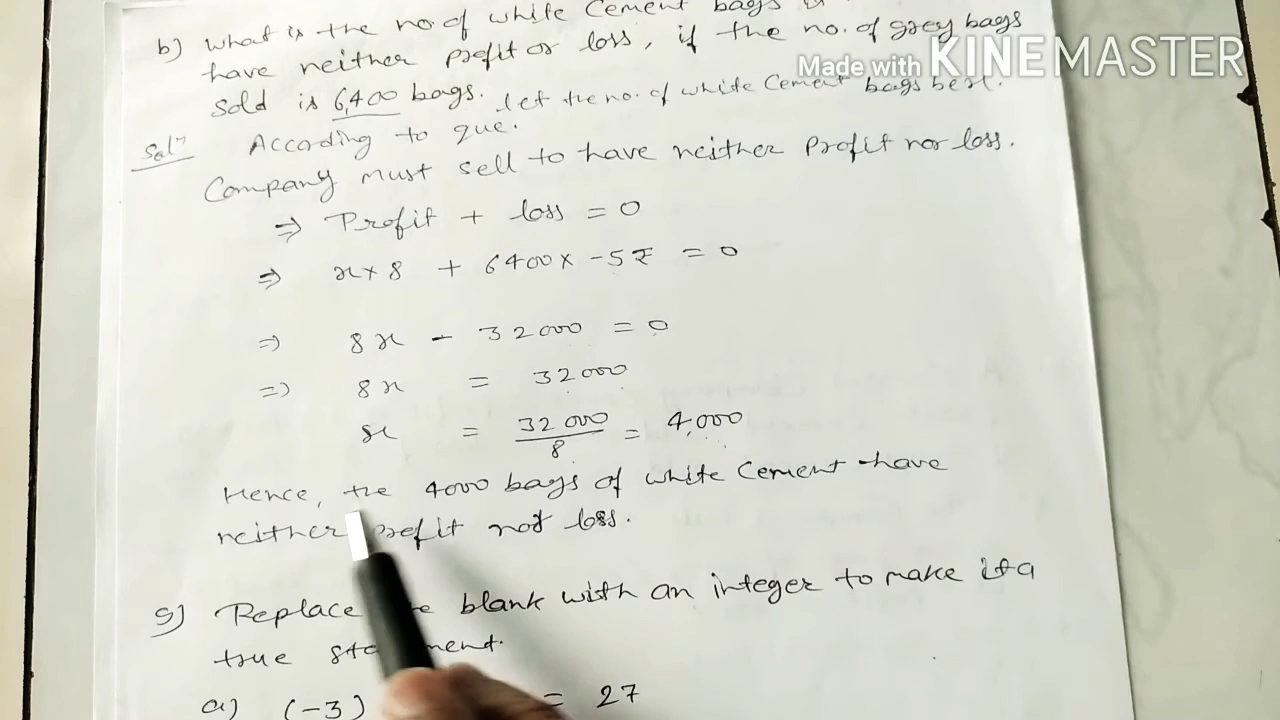 b) What is the no. of white Cement bags
have neither profit or loss, if the no. of grey bags
Made with KINEMASTER
sold is 6,400 bags. Let the no. of white Cement bags be x.
Solⁿ According to que.
Company must sell to have neither profit nor loss.
⇒ Profit + loss = 0
⇒ x × 8 + 6400 × -5₹ = 0
⇒ 8x - 32000 = 0
⇒ 8x = 32000
x = 32000/8 = 4,000
Hence, the 4000 bags of white Cement have
neither profit nor loss.
9) Replace blank with an integer to make it a
true
a) (-3) = 27